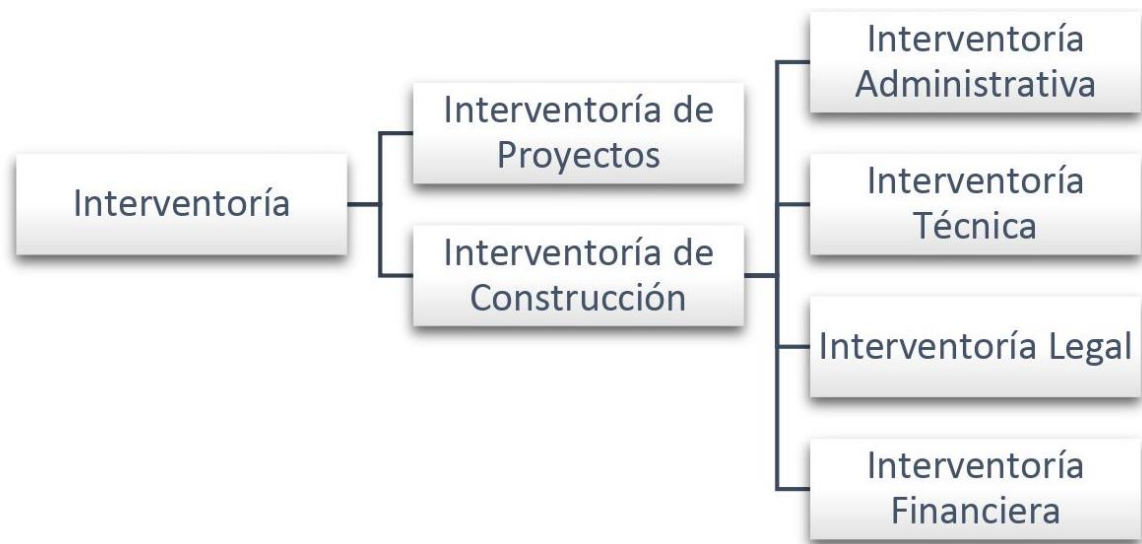 Interventoría
Interventoría de
Proyectos
Interventoría de
Construcción
Interventoría
Administrativa
Interventoría
Técnica
Interventoría Legal
Interventoría
Financiera